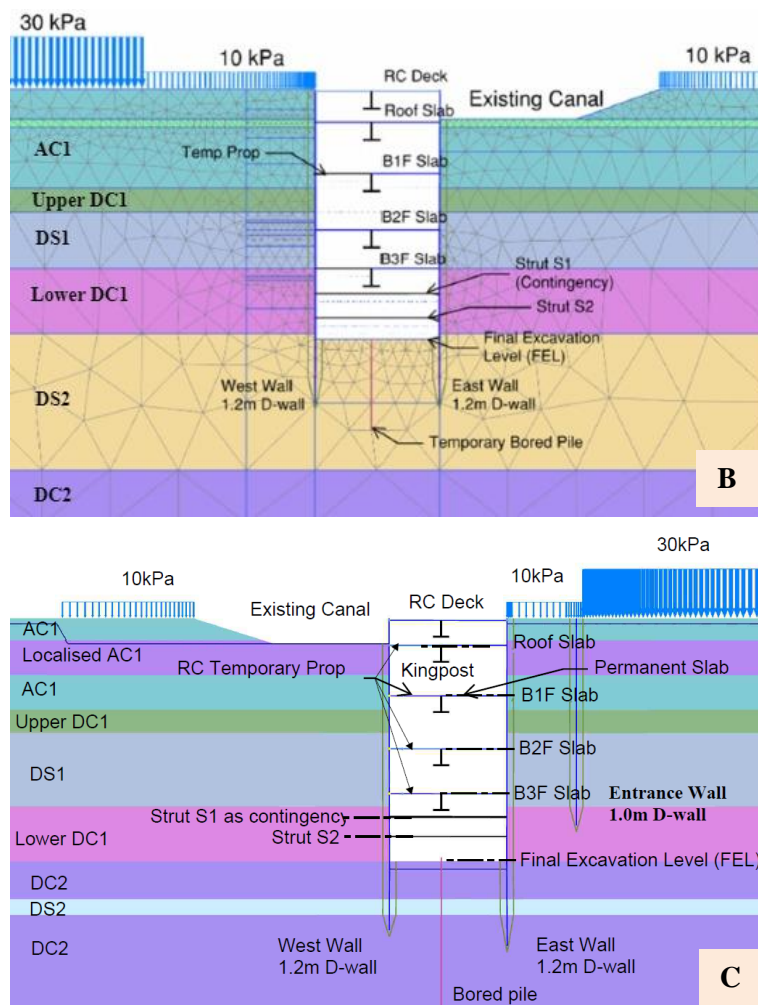 30 kPa
10 kPa
10 kPa
RC Deck
Existing Canal
Roof Slab
AC1
Temp Prop
B1F Slab
Upper DC1
B2F Slab
DS1
B3F Slab
Strut S1
(Contingency)
Lower DC1
Strut S2
Final Excavation
Level (FEL)
West Wall
1.2m D-wall
East Wall
1.2m D-wall
DS2
Temporary Bored Pile
DC2
B
30kPa
10kPa
10kPa
Existing Canal
RC Deck
AC1
Roof Slab
Localised AC1
RC Temporary Prop
Kingpost
Permanent Slab
AC1
B1F Slab
Upper DC1
B2F Slab
DS1
B3F Slab
Entrance Wall
1.0m D-wall
Strut S1 as contingency
Lower DC1
Strut S2
Final Excavation Level (FEL)
DC2
DS2
DC2
West Wall
1.2m D-wall
East Wall
1.2m D-wall
Bored pile
C